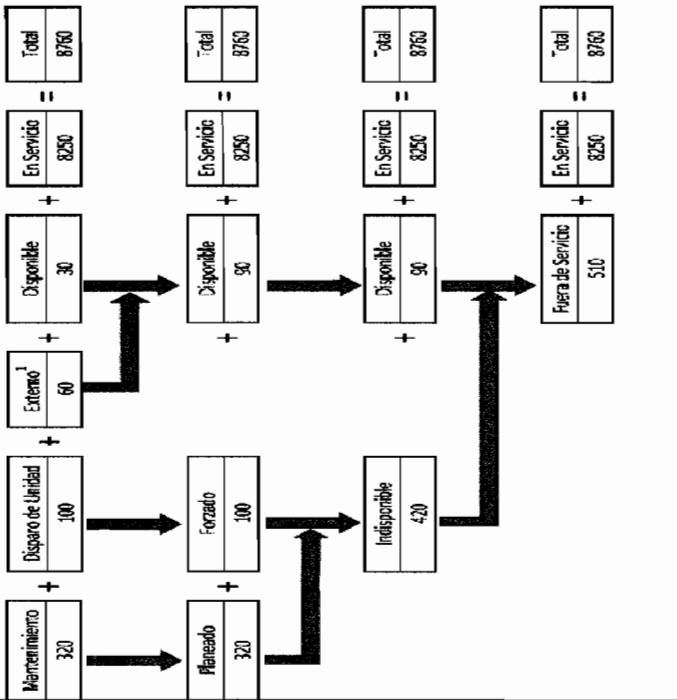 Mantenimiento
320
+
Disparo de Unidad
100
+
Externo¹
60
+
Disponible
30
+
En Servicio
8250
=
Total
8760
Planeado
320
+
Forzado
100
+
Disponible
90
+
En Servicio
8250
=
Total
8760
Indisponible
420
+
Disponible
90
+
En Servicio
8250
=
Total
8760
Fuera de Servicio
510
+
En Servicio
8250
=
Total
8760